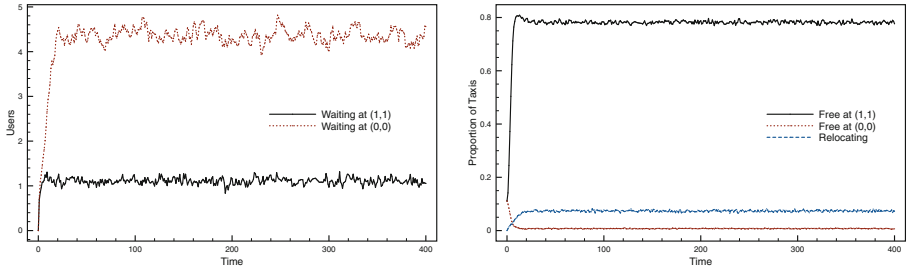 5
4
3
2
1
0
Users
0
100
200
300
400
Time
Waiting at (1,1)
Waiting at (0,0)
0.8
0.6
0.4
0.2
0
Proportion of Taxis
0
100
200
300
400
Time
Free at (1,1)
Free at (0,0)
Relocating